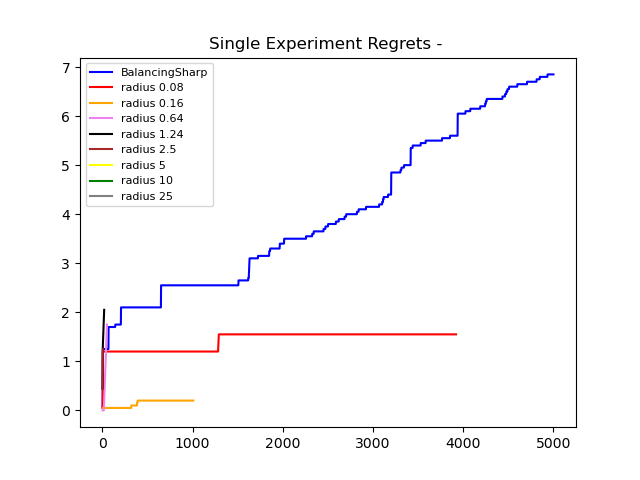 Single Experiment Regrets -
7
6
5
4
3
2
1
0
BalancingSharp
radius 0.08
radius 0.16
radius 0.64
radius 1.24
radius 2.5
radius 5
radius 10
radius 25
0 1000 2000 3000 4000 5000